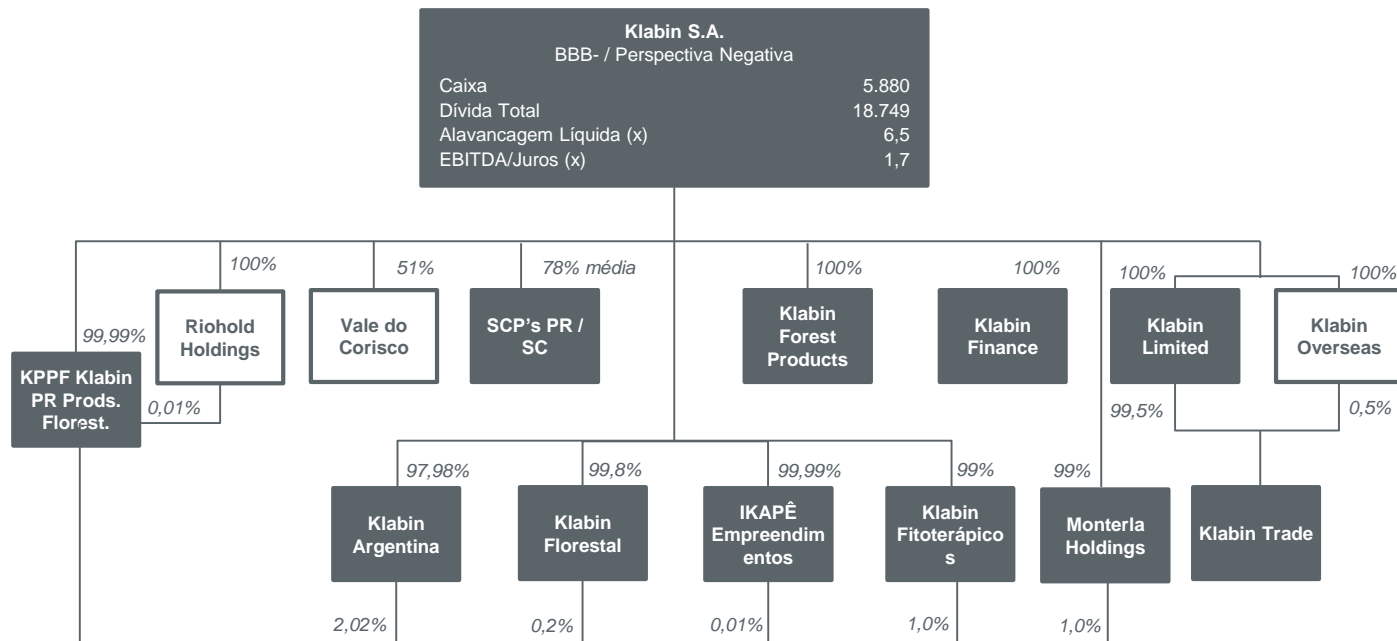 Klabin S.A.
BBB- / Perspectiva Negativa
Caixa 5.880
Dívida Total 18.749
Alavancagem Líquida (x) 6,5
EBITDA/Juros (x) 1,7
100%
51%
78% média
100%
100%
100%
100%
99,99%
Riohold
Holdings
Vale do
Corisco
SCP's PR /
SC
Klabin
Forest
Products
Klabin
Finance
Klabin
Limited
Klabin
Overseas
KPPF Klabin
PR Prods.
Florest.
0,01%
99,5%
0,5%
97,98%
99,8%
99,99%
99%
99%
Klabin
Argentina
Klabin
Florestal
IKAPÊ
Empreendim
entos
Klabin
Fitoterápico
s
Monterla
Holdings
Klabin Trade
2,02%
0,2%
0,01%
1,0%
1,0%